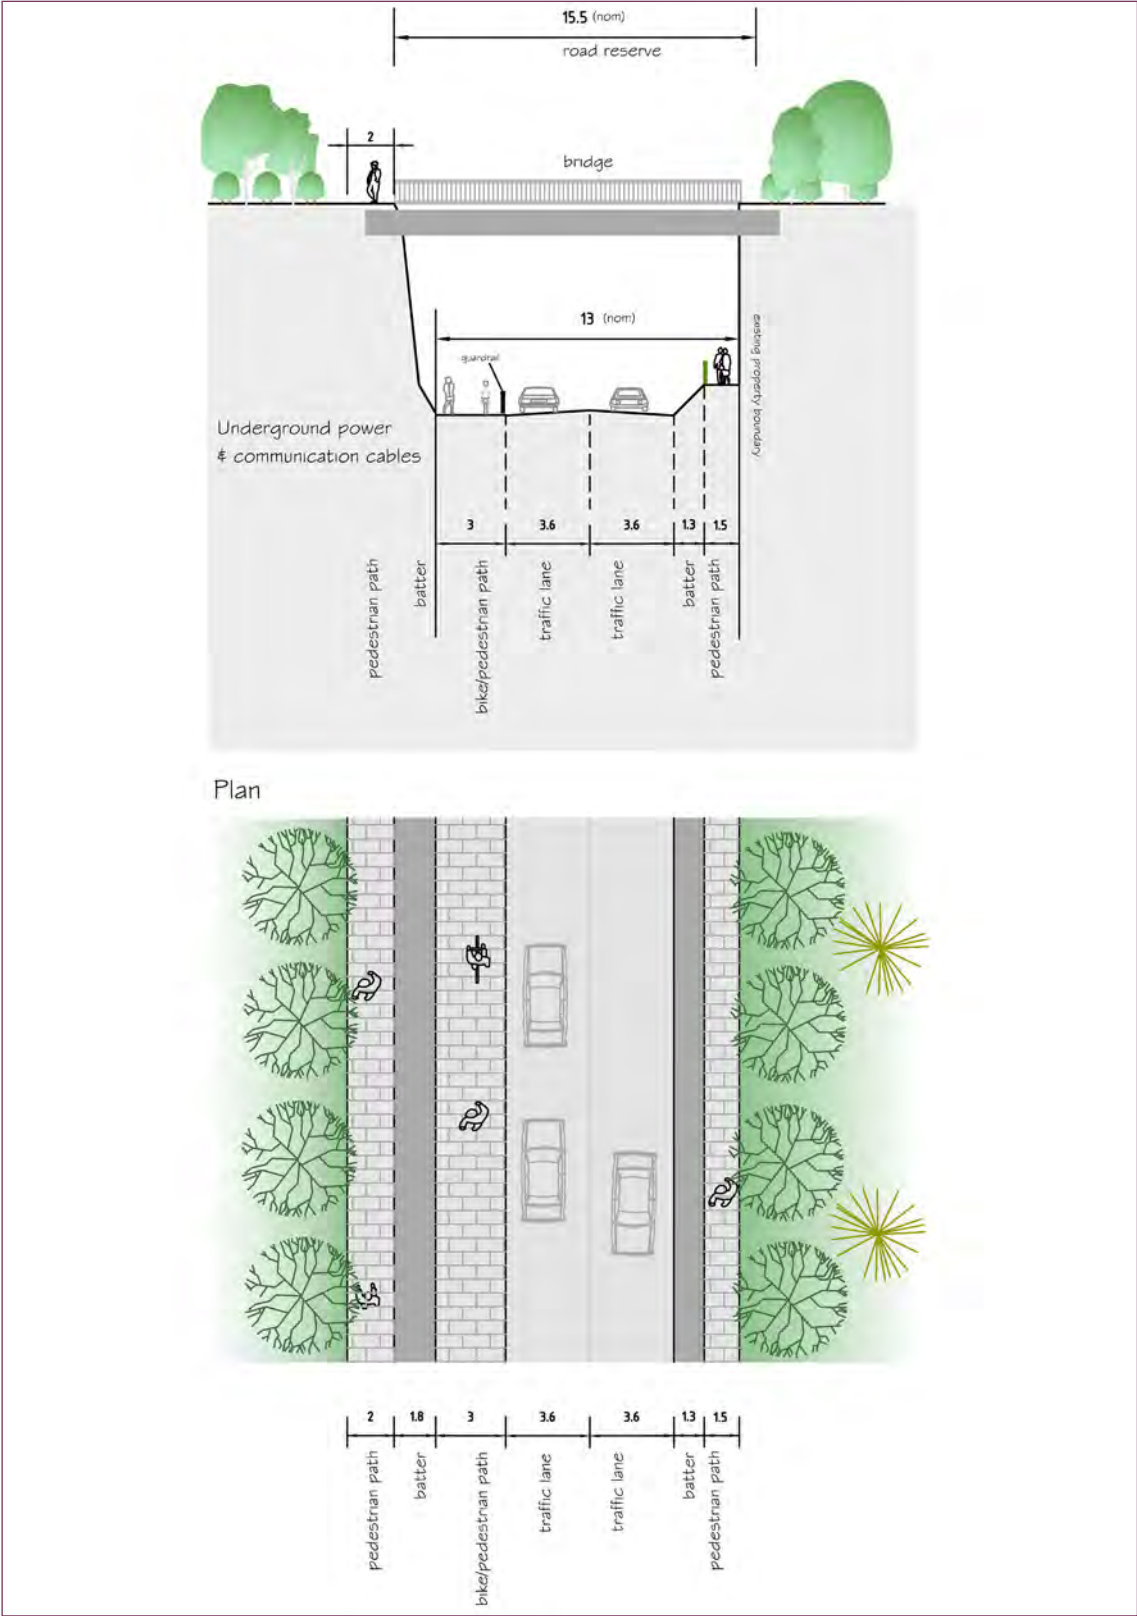 15.5 (nom)
road reserve
2
bridge
13 (nom)
guardrail
existing property boundary
Underground power
& communication cables
3 3.6 3.6 1.3 1.5
pedestrian path
batter
bike/pedestrian path
traffic lane
traffic lane
batter
pedestrian path
Plan
2 1.8 3 3.6 3.6 1.3 1.5
pedestrian path
batter
bike/pedestrian path
traffic lane
traffic lane
batter
pedestrian path